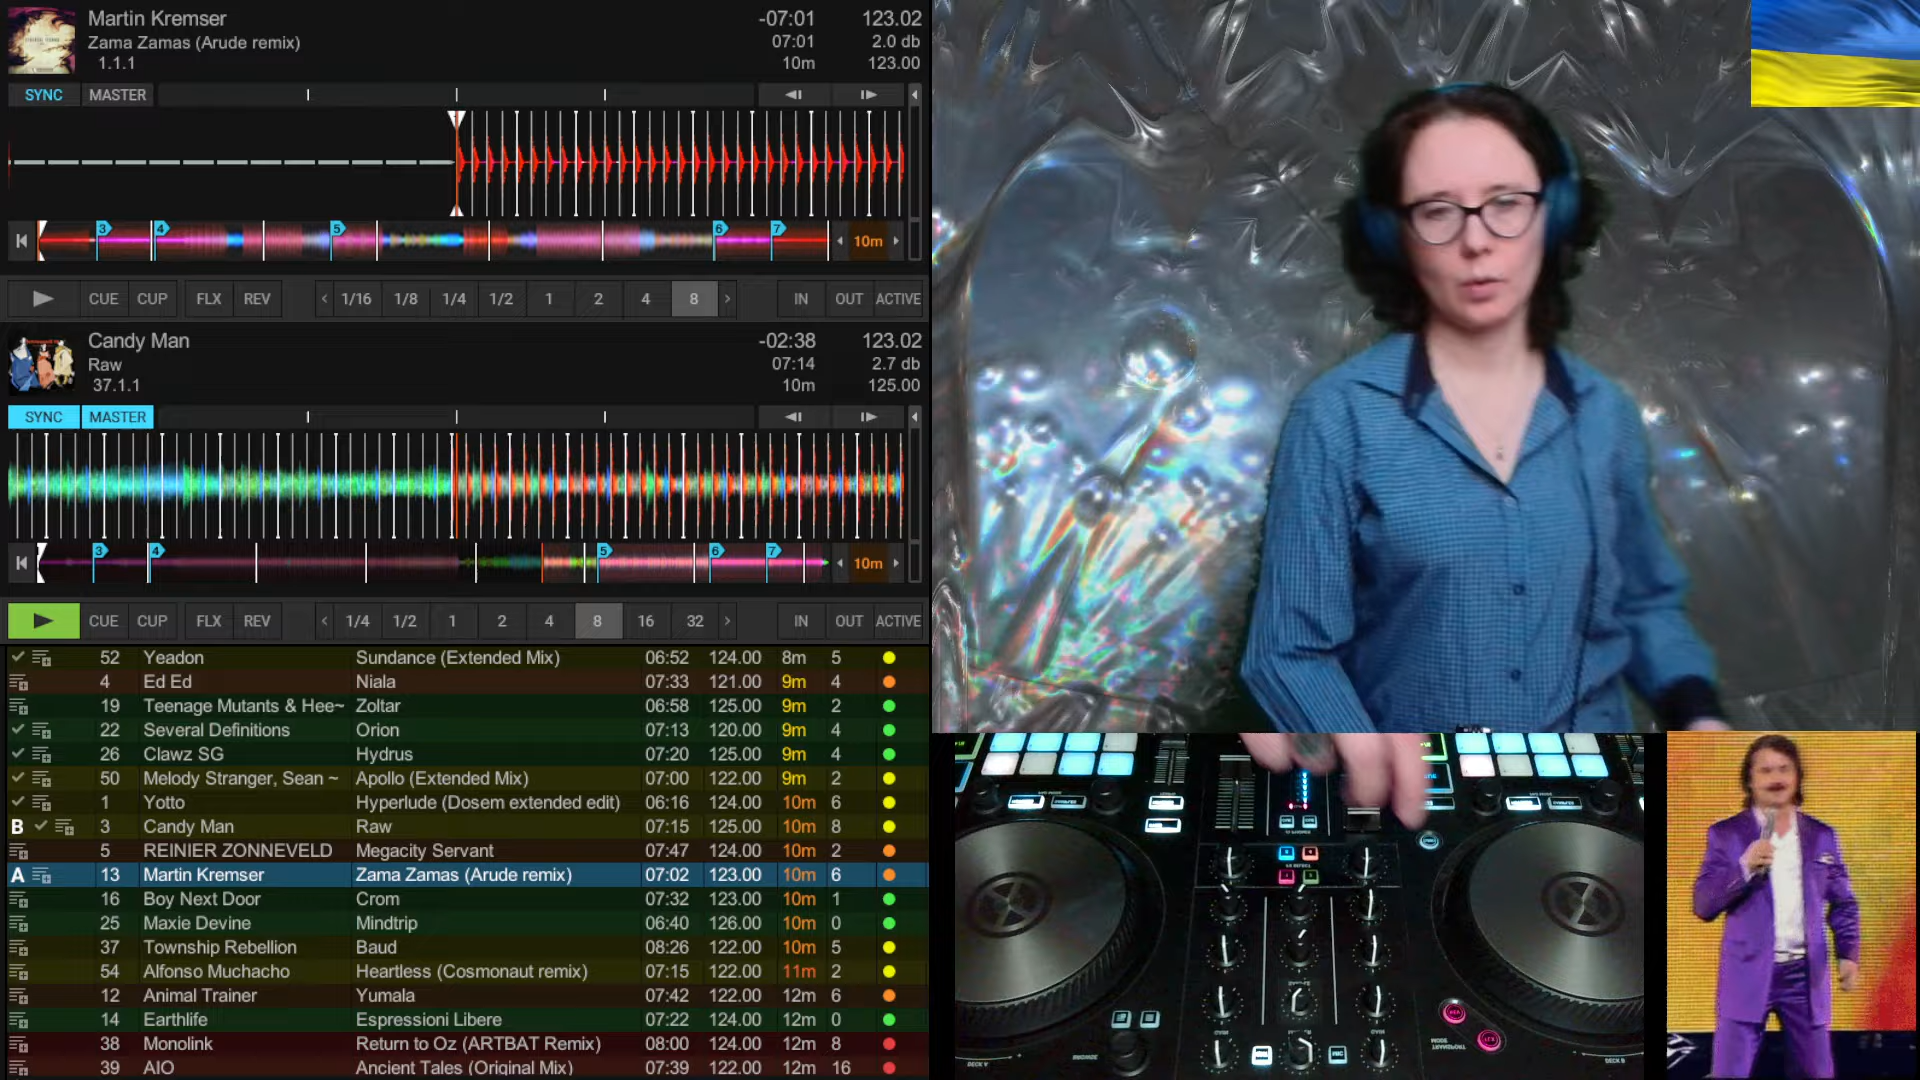 Martin Kremser -07:01 123.02
Zama Zamas (Arude remix) 07:01 2.0 db
1.1.1 10m 123.00
SYNC MASTER
3 4 5 6 7 10m
CUE CUP FLX REV 1/16 1/8 1/4 1/2 1 2 4 8 IN OUT ACTIVE
Candy Man -02:38 123.02
Raw 07:14 2.7 db
37.1.1 10m 125.00
SYNC MASTER
3 4 5 6 7 10m
CUE CUP FLX REV 1/4 1/2 1 2 4 8 16 32 IN OUT ACTIVE
52 Yeadon Sundance (Extended Mix) 06:52 124.00 8m 5
4 Ed Ed Niala 07:33 121.00 9m 4
19 Teenage Mutants & Hee~ Zoltar 06:58 125.00 9m 2
22 Several Definitions Orion 07:13 120.00 9m 4
26 Clawz SG Hydrus 07:20 125.00 9m 4
50 Melody Stranger, Sean ~ Apollo (Extended Mix) 07:00 122.00 9m 2
1 Yotto Hyperlude (Dosem extended edit) 06:16 124.00 10m 6
B 3 Candy Man Raw 07:15 125.00 10m 8
5 REINIER ZONNEVELD Megacity Servant 07:47 124.00 10m 2
A 13 Martin Kremser Zama Zamas (Arude remix) 07:02 123.00 10m 6
16 Boy Next Door Crom 07:32 123.00 10m 1
25 Maxie Devine Mindtrip 06:40 126.00 10m 0
37 Township Rebellion Baud 08:26 122.00 10m 5
54 Alfonso Muchacho Heartless (Cosmonaut remix) 07:15 122.00 11m 2
12 Animal Trainer Yumala 07:42 122.00 12m 6
14 Earthlife Espressioni Libere 07:22 124.00 12m 0
38 Monolink Return to Oz (ARTBAT Remix) 08:00 124.00 12m 8
39 AIO Ancient Tales (Original Mix) 07:39 122.00 12m 16